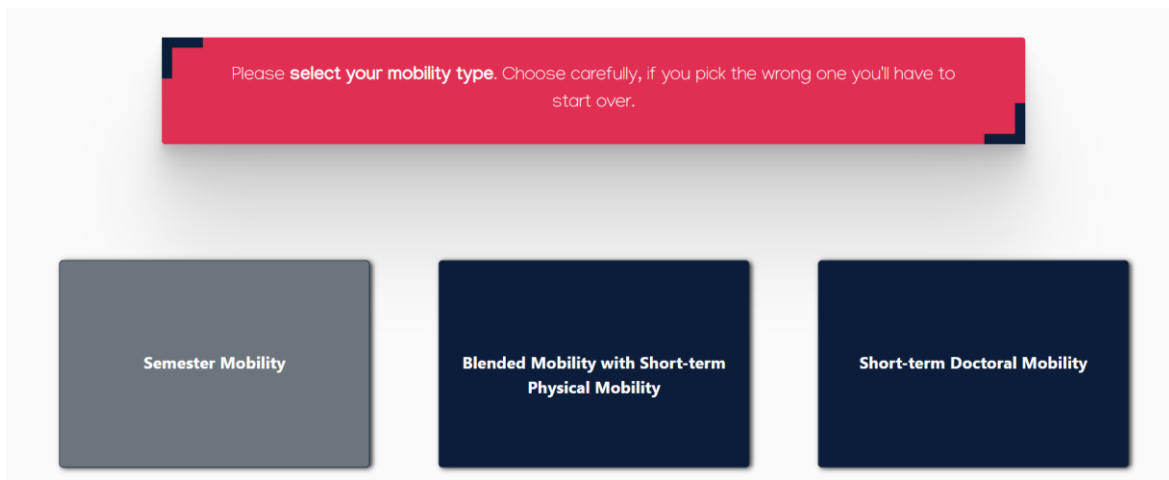 Please select your mobility type. Choose carefully, if you pick the wrong one you'll have to
start over.
Semester Mobility
Blended Mobility with Short-term
Physical Mobility
Short-term Doctoral Mobility